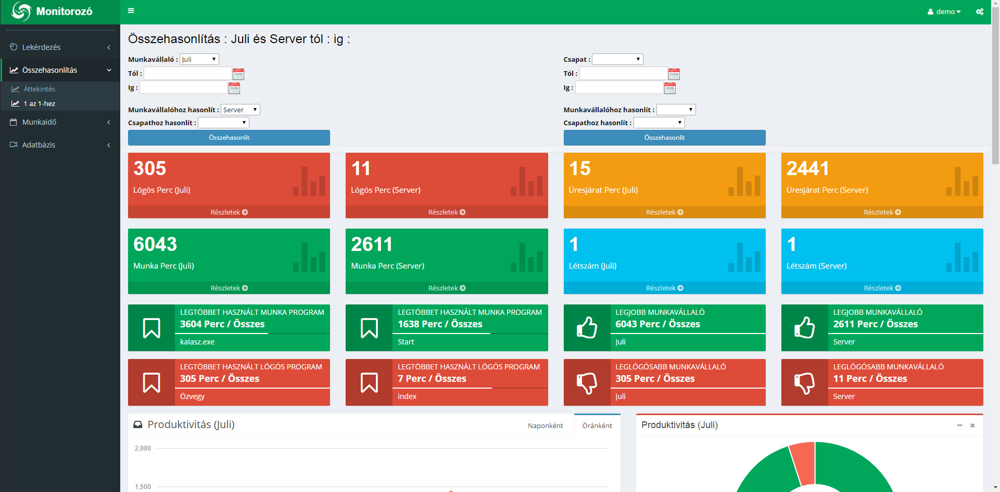 Monitorozó
demo
Lekérdezés
Összehasonlítás
Áttekintés
1 az 1-hez
Munkaidő
Adatbázis
Összehasonlítás : Juli és Server tól : ig :
Munkavállaló : Juli
Tól :
Ig :
Munkavállalóhoz hasonlít : Server
Csapathoz hasonlít :
Összehasonlít
Csapat :
Tól :
Ig :
Munkavállalóhoz hasonlít :
Csapathoz hasonlít :
Összehasonlít
305
Lógós Perc (Juli)
Részletek
11
Lógós Perc (Server)
Részletek
15
Üresjárat Perc (Juli)
Részletek
2441
Üresjárat Perc (Server)
Részletek
6043
Munka Perc (Juli)
Részletek
2611
Munka Perc (Server)
Részletek
1
Létszám (Juli)
Részletek
1
Létszám (Server)
Részletek
LEGTÖBBET HASZNÁLT MUNKA PROGRAM
3604 Perc / Összes
kalasz.exe
LEGTÖBBET HASZNÁLT MUNKA PROGRAM
1638 Perc / Összes
Start
LEGJOBB MUNKAVÁLLALÓ
6043 Perc / Összes
Juli
LEGJOBB MUNKAVÁLLALÓ
2611 Perc / Összes
Server
LEGTÖBBET HASZNÁLT LÓGÓS PROGRAM
305 Perc / Összes
Özvegy
LEGTÖBBET HASZNÁLT LÓGÓS PROGRAM
7 Perc / Összes
index
LEGLÓGÓSABB MUNKAVÁLLALÓ
305 Perc / Összes
Juli
LEGLÓGÓSABB MUNKAVÁLLALÓ
11 Perc / Összes
Server
Produktivitás (Juli)
Naponként
Óránként
2,000
1,500
Produktivitás (Juli)